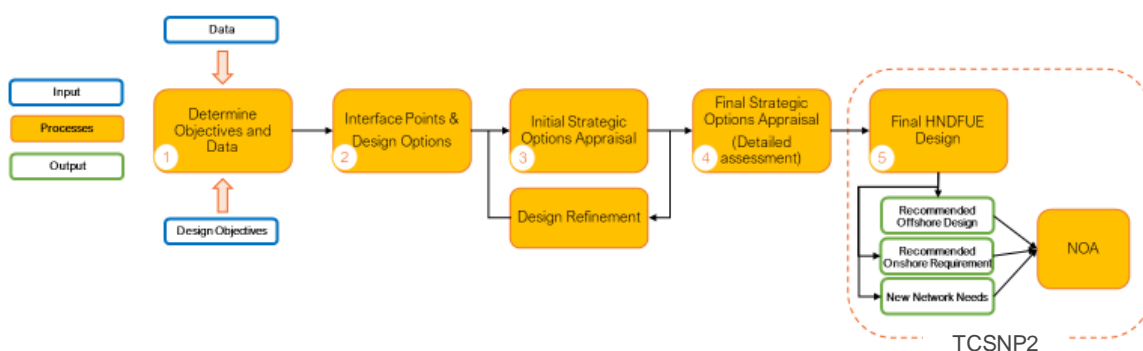 Data
Input
Processes
Output
Determine
Objectives and
Data
1
Design Objectives
Interface Points &
Design Options
2
Initial Strategic
Options Appraisal
3
Design Refinement
Final Strategic
Options Appraisal
(Detailed
assessment)
4
Final HNDFUE
Design
5
Recommended
Offshore Design
Recommended
Onshore Requirement
New Network Needs
NOA
TCSNP2